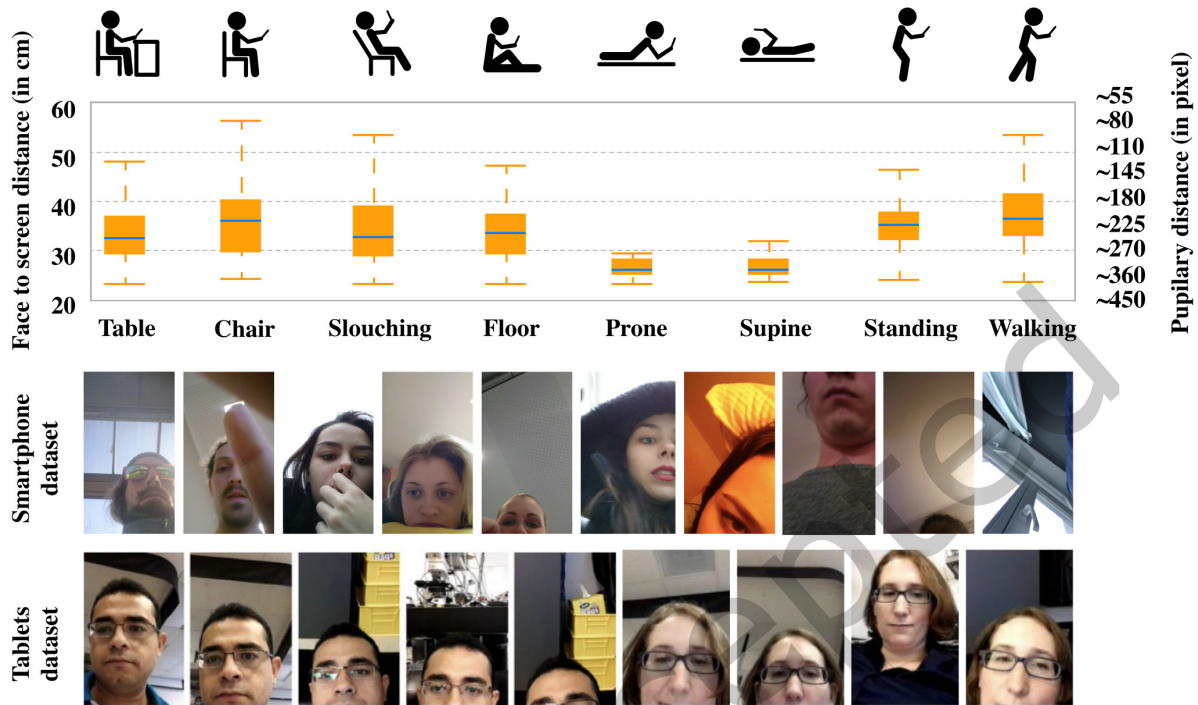 Face to screen distance (in cm)
60
50
40
30
20
~55
~80
~110
~145
~180
~225
~270
~360
~450
Pupilary distance (in pixel)
Table Chair Slouching Floor Prone Supine Standing Walking
Smartphone
dataset
Tablets
dataset
epted